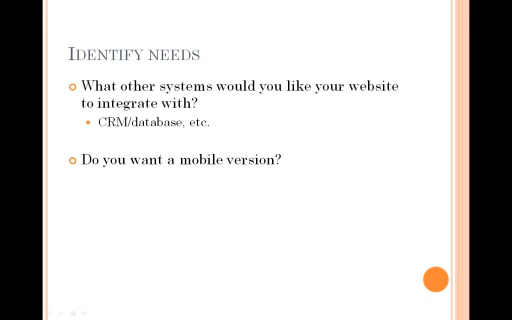 IDENTIFY NEEDS
What other systems would you like your website
to integrate with?
CRM/database, etc.
Do you want a mobile version?